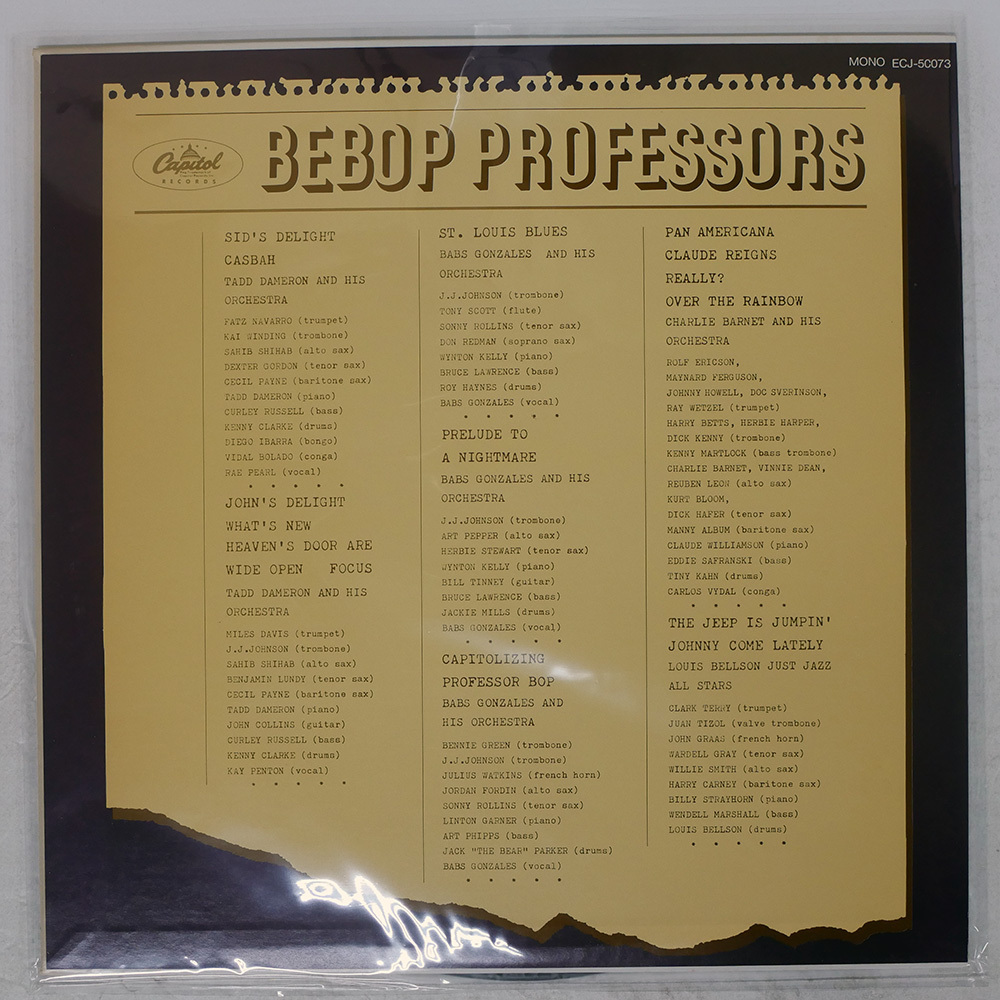 MONO ECJ-50073
Capitol
RECORDS
BEBOP PROFESSORS
SID'S DELIGHT
CASBAH
TADD DAMERON AND HIS
ORCHESTRA
FATZ NAVARRO (trumpet)
KAI WINDING (trombone)
SAHIB SHIHAB (alto sax)
DEXTER GORDON (tenor sax)
CECIL PAYNE (baritone sax)
TADD DAMERON (piano)
CURLEY RUSSELL (bass)
KENNY CLARKE (drums)
DIEGO IBARRA (bongo)
VIDAL BOLADO (conga)
RAE PEARL (vocal)
* * * * *
JOHN'S DELIGHT
WHAT'S NEW
HEAVEN'S DOOR ARE
WIDE OPEN FOCUS
TADD DAMERON AND HIS
ORCHESTRA
MILES DAVIS (trumpet)
J.J.JOHNSON (trombone)
SAHIB SHIHAB (alto sax)
BENJAMIN LUNDY (tenor sax)
CECIL PAYNE (baritone sax)
TADD DAMERON (piano)
JOHN COLLINS (guitar)
CURLEY RUSSELL (bass)
KENNY CLARKE (drums)
KAY PENTON (vocal)
* * * * *
ST. LOUIS BLUES
BABS GONZALES AND HIS
ORCHESTRA
J.J.JOHNSON (trombone)
TONY SCOTT (flute)
SONNY ROLLINS (tenor sax)
DON REDMAN (soprano sax)
WYNTON KELLY (piano)
BRUCE LAWRENCE (bass)
ROY HAYNES (drums)
BABS GONZALES (vocal)
* * * * *
PRELUDE TO
A NIGHTMARE
BABS GONZALES AND HIS
ORCHESTRA
J.J.JOHNSON (trombone)
ART PEPPER (alto sax)
HERBIE STEWART (tenor sax)
WYNTON KELLY (piano)
BILL TINNEY (guitar)
BRUCE LAWRENCE (bass)
JACKIE MILLS (drums)
BABS GONZALES (vocal)
* * * * *
CAPITOLIZING
PROFESSOR BOP
BABS GONZALES AND
HIS ORCHESTRA
BENNIE GREEN (trombone)
J.J.JOHNSON (trombone)
JULIUS WATKINS (french horn)
JORDAN FORDIN (alto sax)
SONNY ROLLINS (tenor sax)
LINTON GARNER (piano)
ART PHIPPS (bass)
JACK "THE BEAR" PARKER (drums)
BABS GONZALES (vocal)
* * * * *
PAN AMERICANA
CLAUDE REIGNS
REALLY?
OVER THE RAINBOW
CHARLIE BARNET AND HIS
ORCHESTRA
ROLF ERICSON,
MAYNARD FERGUSON,
JOHNNY HOWELL, DOC SVERINSON,
RAY WETZEL (trumpet)
HARRY BETTS, HERBIE HARPER,
DICK KENNY (trombone)
KENNY MARTLOCK (bass trombone)
CHARLIE BARNET, VINNIE DEAN,
REUBEN LEON (alto sax)
KURT BLOOM,
DICK HAFER (tenor sax)
MANNY ALBUM (baritone sax)
CLAUDE WILLIAMSON (piano)
EDDIE SAFRANSKI (bass)
TINY KAHN (drums)
CARLOS VYDAL (conga)
* * * * *
THE JEEP IS JUMPIN'
JOHNNY COME LATELY
LOUIS BELLSON JUST JAZZ
ALL STARS
CLARK TERRY (trumpet)
JUAN TIZOL (valve trombone)
JOHN GRAAS (french horn)
WARDELL GRAY (tenor sax)
WILLIE SMITH (alto sax)
HARRY CARNEY (baritone sax)
BILLY STRAYHORN (piano)
WENDELL MARSHALL (bass)
LOUIS BELLSON (drums)
* * * * *